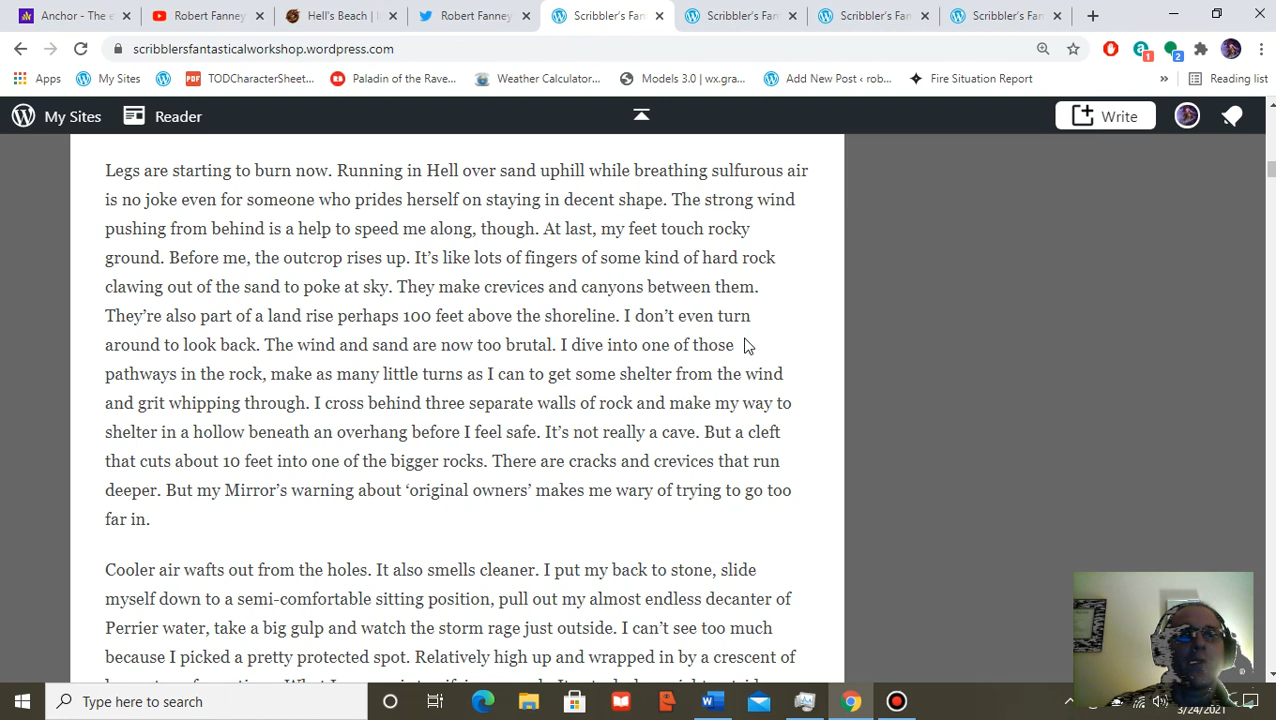 Anchor - The e
Robert Fanney
Hell's Beach | I
Robert Fanney
Scribbler's Fan
Scribbler's Fan
Scribbler's Fan
Scribbler's Fant
scribblersfantasticalworkshop.wordpress.com
1
2
Apps
My Sites
PDF
TODCharacterSheet...
Paladin of the Rave...
Weather Calculator...
Models 3.0 | wx.gra...
Add New Post ‹ rob...
Fire Situation Report
»
Reading list
My Sites
Reader
Write
Legs are starting to burn now. Running in Hell over sand uphill while breathing sulfurous air
is no joke even for someone who prides herself on staying in decent shape. The strong wind
pushing from behind is a help to speed me along, though. At last, my feet touch rocky
ground. Before me, the outcrop rises up. It’s like lots of fingers of some kind of hard rock
clawing out of the sand to poke at sky. They make crevices and canyons between them.
They’re also part of a land rise perhaps 100 feet above the shoreline. I don’t even turn
around to look back. The wind and sand are now too brutal. I dive into one of those
pathways in the rock, make as many little turns as I can to get some shelter from the wind
and grit whipping through. I cross behind three separate walls of rock and make my way to
shelter in a hollow beneath an overhang before I feel safe. It’s not really a cave. But a cleft
that cuts about 10 feet into one of the bigger rocks. There are cracks and crevices that run
deeper. But my Mirror’s warning about ‘original owners’ makes me wary of trying to go too
far in.
Cooler air wafts out from the holes. It also smells cleaner. I put my back to stone, slide
myself down to a semi-comfortable sitting position, pull out my almost endless decanter of
Perrier water, take a big gulp and watch the storm rage just outside. I can’t see too much
because I picked a pretty protected spot. Relatively high up and wrapped in by a crescent of
Type here to search
3/24/2021